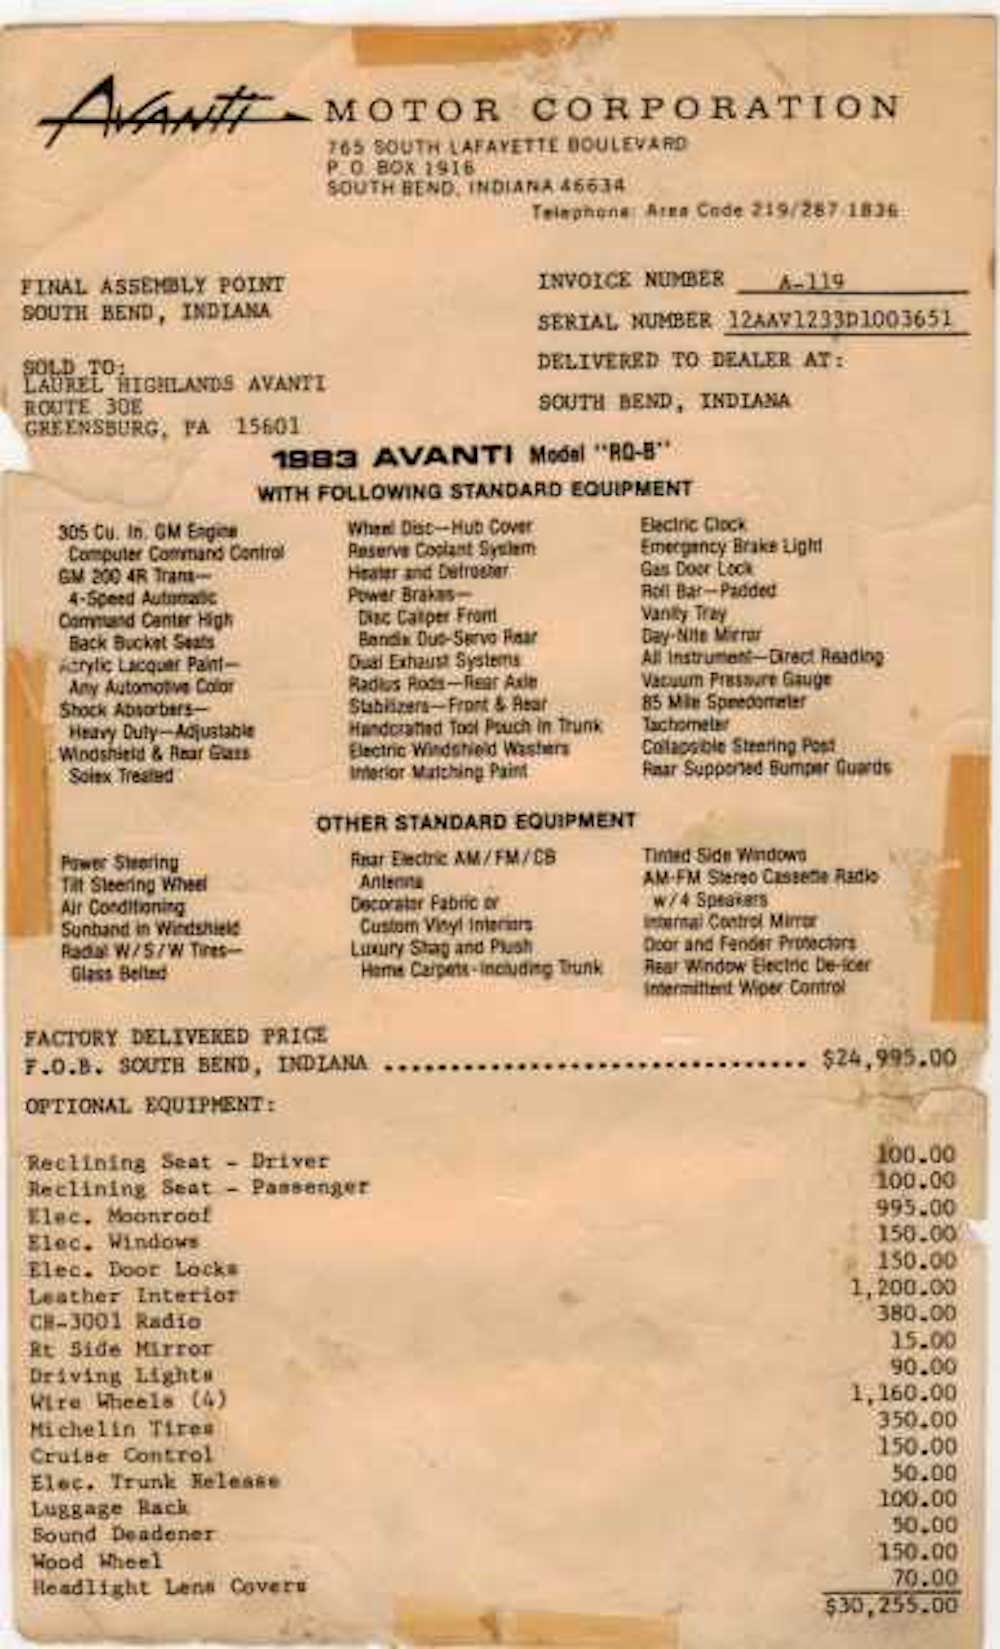 AVANTI MOTOR CORPORATION
765 SOUTH LAFAYETTE BOULEVARD
P. O. BOX 1916
SOUTH BEND, INDIANA 46634
Telephone: Area Code 219/287 1836
FINAL ASSEMBLY POINT
SOUTH BEND, INDIANA
INVOICE NUMBER A-119
SERIAL NUMBER 12AAV1233D1003651
SOLD TO:
LAUREL HIGHLANDS AVANTI
ROUTE 30E
GREENSBURG, PA 15601
DELIVERED TO DEALER AT:
SOUTH BEND, INDIANA
1983 AVANTI Model "RQ-B"
WITH FOLLOWING STANDARD EQUIPMENT
305 Cu. In. GM Engine
Computer Command Control
GM 200 4R Trans—
4-Speed Automatic
Command Center High
Back Bucket Seats
Acrylic Lacquer Paint—
Any Automotive Color
Shock Absorbers—
Heavy Duty—Adjustable
Windshield & Rear Glass
Solex Treated
Wheel Disc—Hub Cover
Reserve Coolant System
Heater and Defroster
Power Brakes—
Disc Caliper Front
Bendix Duo-Servo Rear
Dual Exhaust Systems
Radius Rods—Rear Axle
Stabilizers—Front & Rear
Handcrafted Tool Pouch In Trunk
Electric Windshield Washers
Interior Matching Paint
Electric Clock
Emergency Brake Light
Gas Door Lock
Roll Bar—Padded
Vanity Tray
Day-Nite Mirror
All Instrument—Direct Reading
Vacuum Pressure Gauge
85 Mile Speedometer
Tachometer
Collapsible Steering Post
Rear Supported Bumper Guards
OTHER STANDARD EQUIPMENT
Power Steering
Tilt Steering Wheel
Air Conditioning
Sunband in Windshield
Radial W/S/W Tires—
Glass Belted
Rear Electric AM/FM/CB
Antenna
Decorator Fabric or
Custom Vinyl Interiors
Luxury Shag and Plush
Home Carpets-Including Trunk
Tinted Side Windows
AM-FM Stereo Cassette Radio
w/4 Speakers
Internal Control Mirror
Door and Fender Protectors
Rear Window Electric De-icer
Intermittent Wiper Control
FACTORY DELIVERED PRICE
F.O.B. SOUTH BEND, INDIANA ................................ $24,995.00
OPTIONAL EQUIPMENT:
Reclining Seat - Driver 100.00
Reclining Seat - Passenger 100.00
Elec. Moonroof 995.00
Elec. Windows 150.00
Elec. Door Locks 150.00
Leather Interior 1,200.00
CB-3001 Radio 380.00
Rt Side Mirror 15.00
Driving Lights 90.00
Wire Wheels (4) 1,160.00
Michelin Tires 350.00
Cruise Control 150.00
Elec. Trunk Release 50.00
Luggage Rack 100.00
Sound Deadener 50.00
Wood Wheel 150.00
Headlight Lens Covers 70.00
$30,255.00